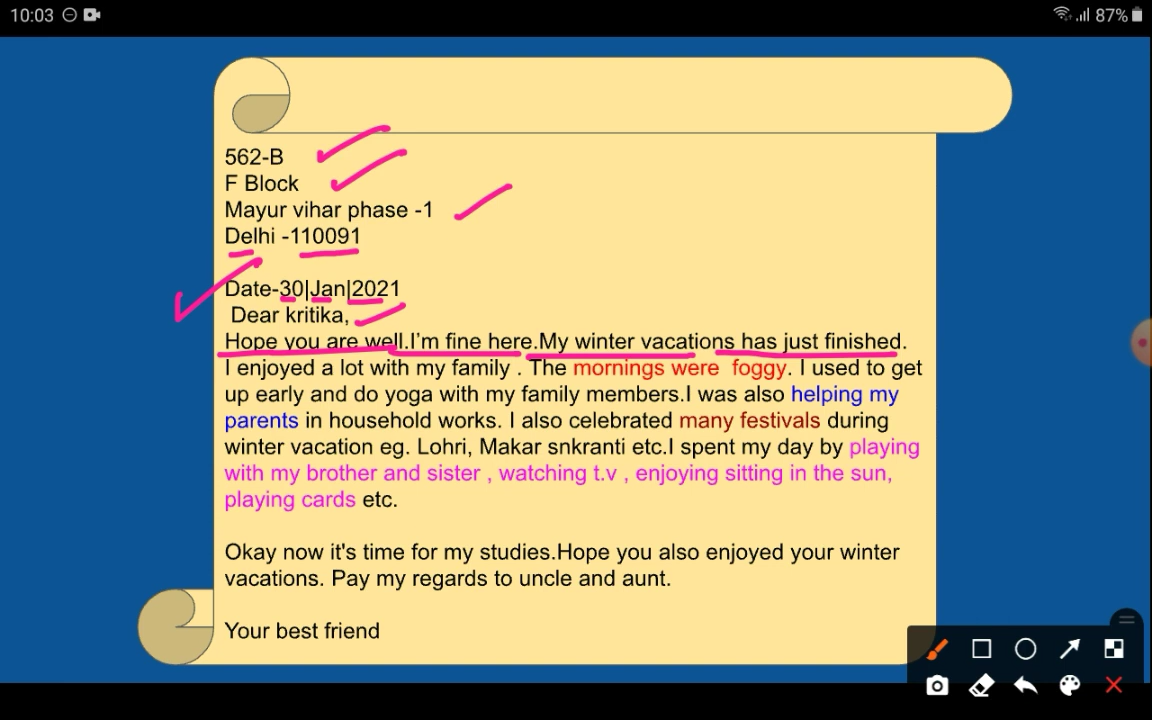 10:03
87%
562-B
F Block
Mayur vihar phase -1
Delhi -110091
Date-30|Jan|2021
Dear kritika,
Hope you are well.I'm fine here.My winter vacations has just finished.
I enjoyed a lot with my family . The mornings were foggy. I used to get
up early and do yoga with my family members.I was also helping my
parents in household works. I also celebrated many festivals during
winter vacation eg. Lohri, Makar snkranti etc.I spent my day by playing
with my brother and sister , watching t.v , enjoying sitting in the sun,
playing cards etc.
Okay now it's time for my studies.Hope you also enjoyed your winter
vacations. Pay my regards to uncle and aunt.
Your best friend